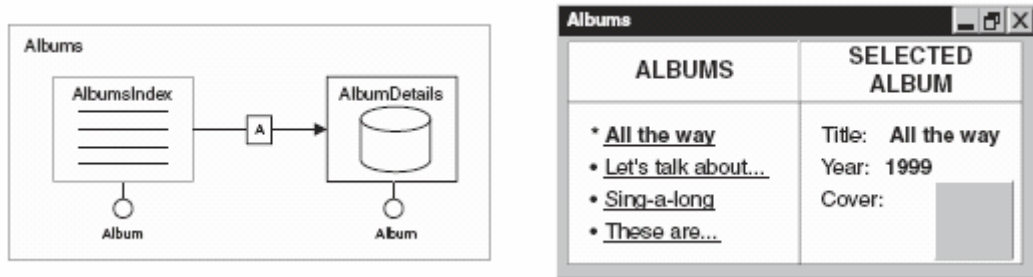 Albums
AlbumsIndex
A
AlbumDetails
Album
Album
Albums
ALBUMS
SELECTED
ALBUM
* All the way
• Let's talk about...
• Sing-a-long
• These are...
Title: All the way
Year: 1999
Cover: